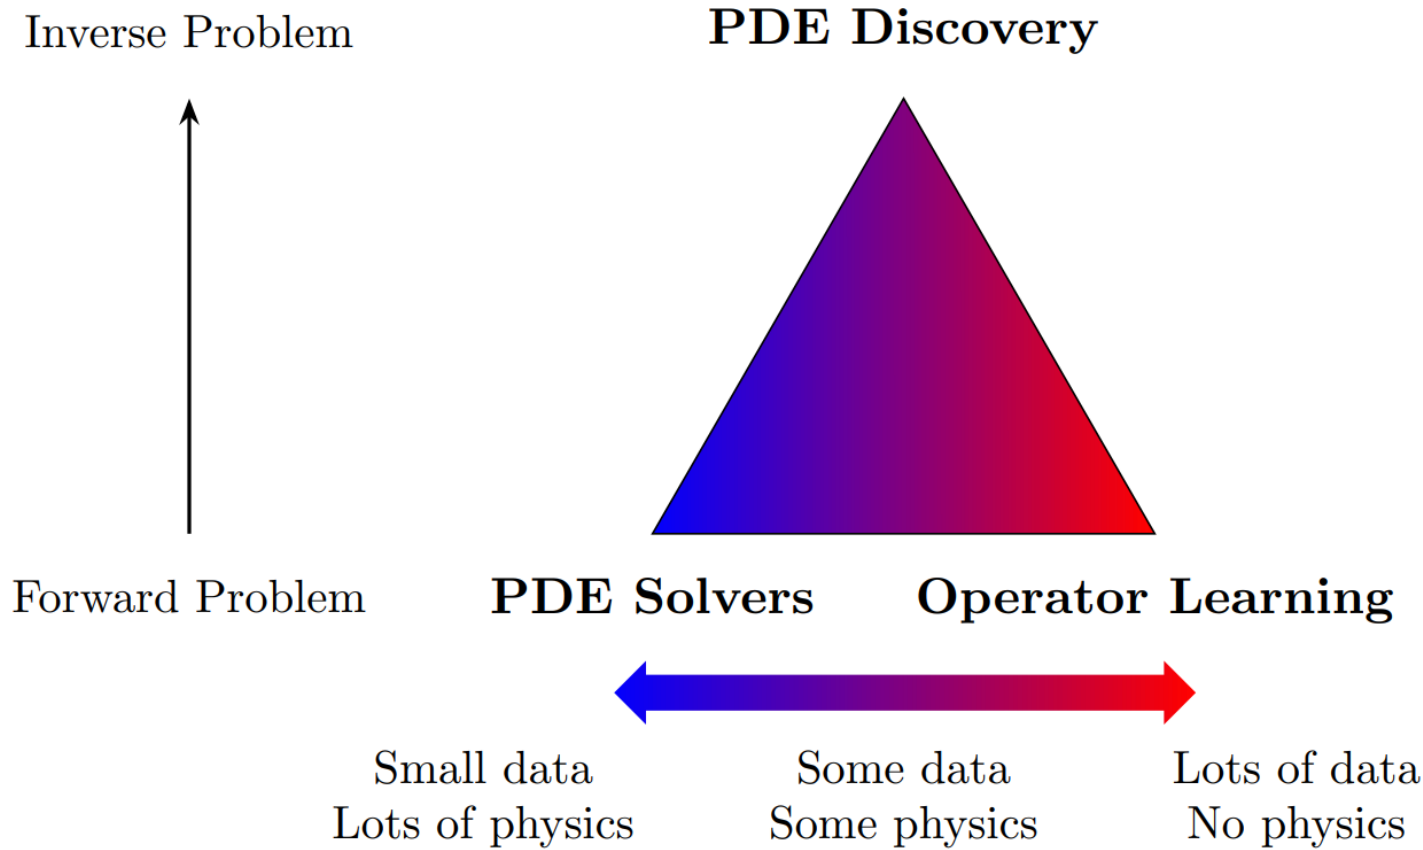 Inverse Problem
PDE Discovery
Forward Problem
PDE Solvers
Operator Learning
Small data
Lots of physics
Some data
Some physics
Lots of data
No physics